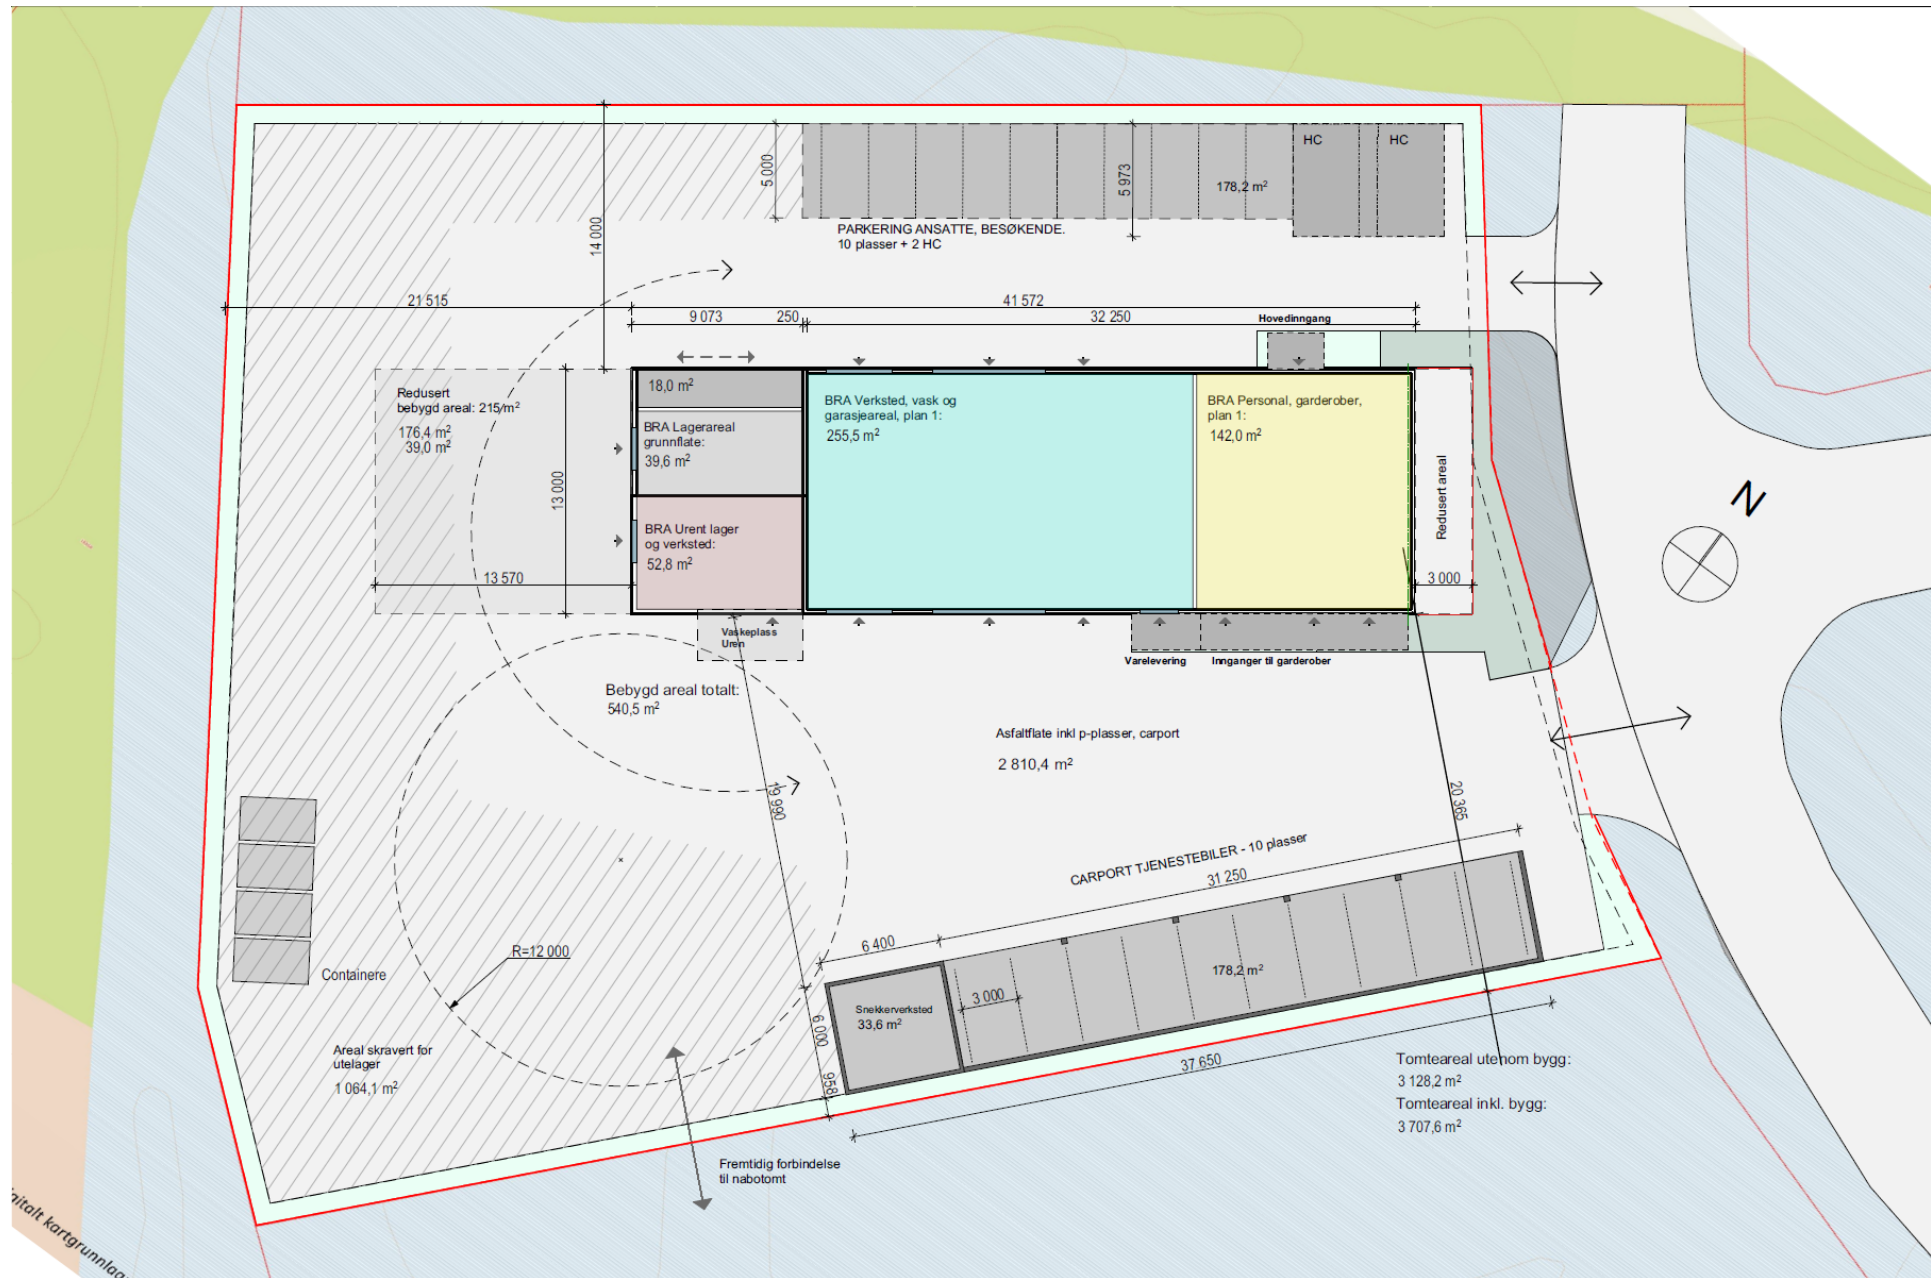 HC
HC
5 000
5 973
178,2 m²
14 000
PARKERING ANSATTE, BESØKENDE.
10 plasser + 2 HC
21 515
41 572
9 073
250
32 250
Hovedinngang
Redusert
bebygd areal: 215/m²
176,4 m²
39,0 m²
18,0 m²
BRA Lagerareal
grunnflate:
39,6 m²
BRA Verksted, vask og
garasjeareal, plan 1:
255,5 m²
BRA Personal, garderober,
plan 1:
142,0 m²
Redusert areal
N
13 000
BRA Urent lager
og verksted:
52,8 m²
13 570
3 000
Vaskeplass
Uren
Varelevering
Innganger til garderober
Bebygd areal totalt:
540,5 m²
Asfaltflate inkl p-plasser, carport
2 810,4 m²
19 990
20 365
CARPORT TJENESTEBILER - 10 plasser
31 250
6 400
R=12 000
Containere
178,2 m²
3 000
Snekkerverksted
33,6 m²
6 000
958
37 650
Areal skravert for
utelager
1 064,1 m²
Tomteareal utenom bygg:
3 128,2 m²
Tomteareal inkl. bygg:
3 707,6 m²
Fremtidig forbindelse
til nabotomt
igitalt kartgrunnlag